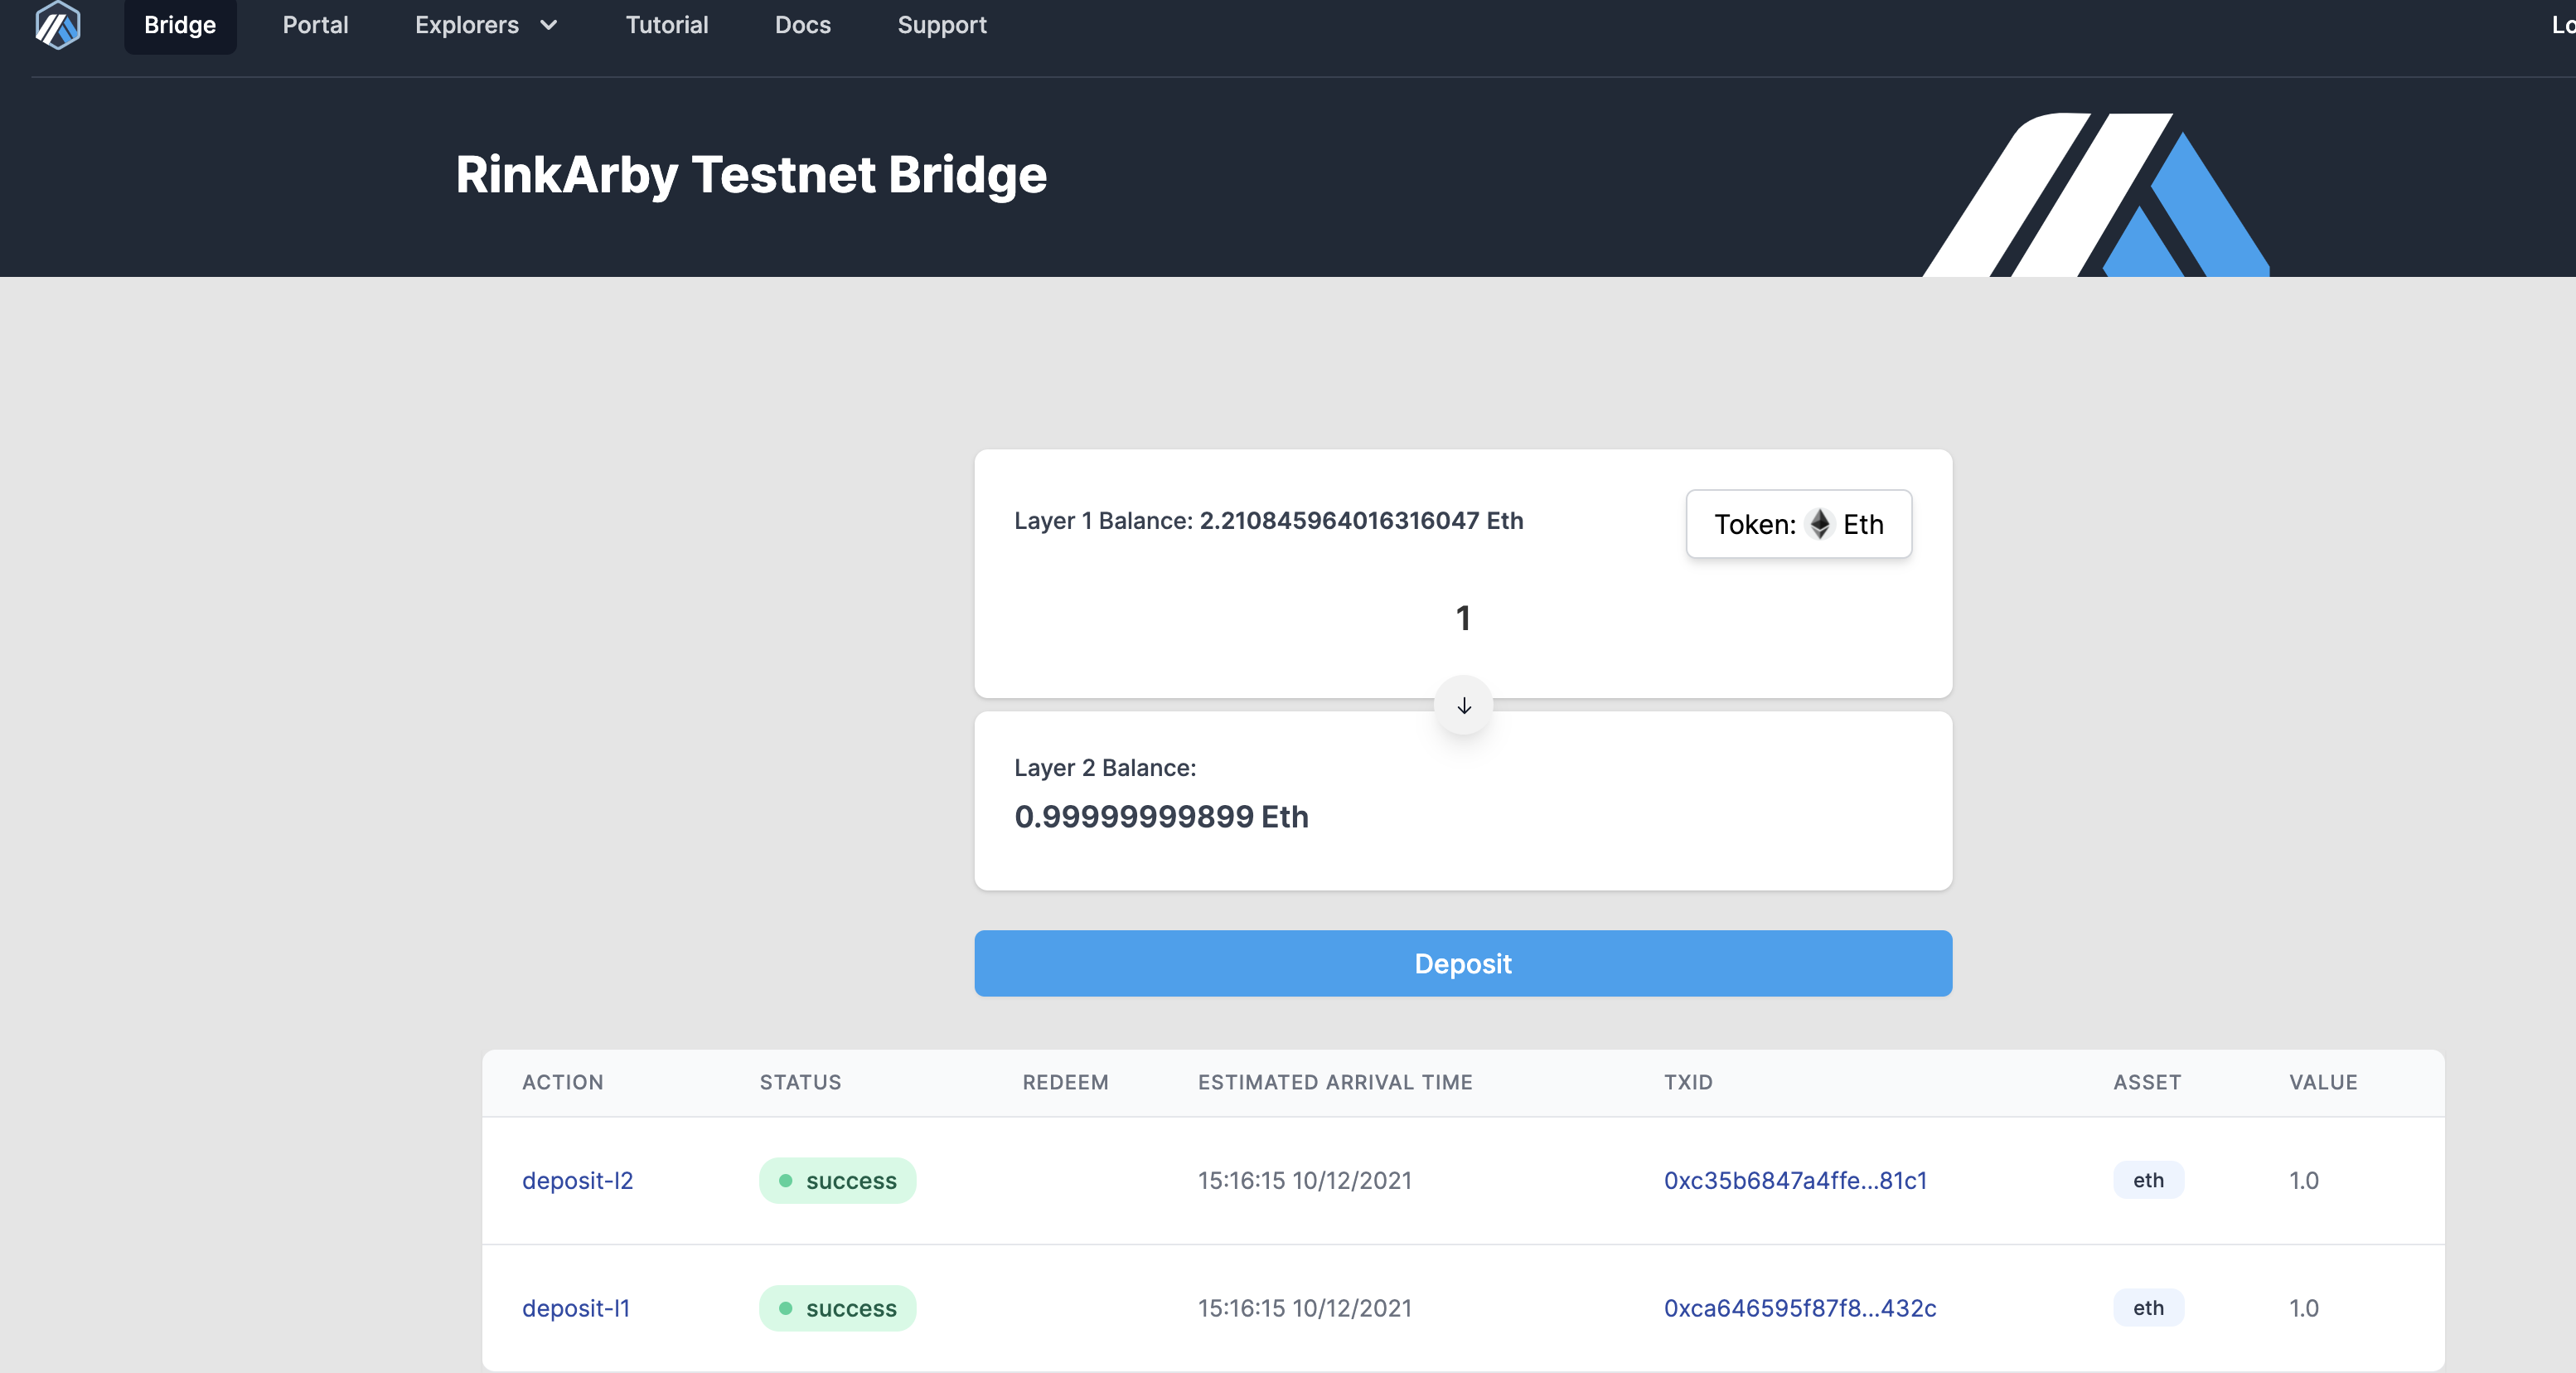 Bridge Portal Explorers Tutorial Docs Support Lo
RinkArby Testnet Bridge
Layer 1 Balance: 2.210845964016316047 Eth Token: Eth
1
Layer 2 Balance:
0.99999999899 Eth
Deposit
ACTION STATUS REDEEM ESTIMATED ARRIVAL TIME TXID ASSET VALUE
deposit-l2 success 15:16:15 10/12/2021 0xc35b6847a4ffe...81c1 eth 1.0
deposit-l1 success 15:16:15 10/12/2021 0xca646595f87f8...432c eth 1.0